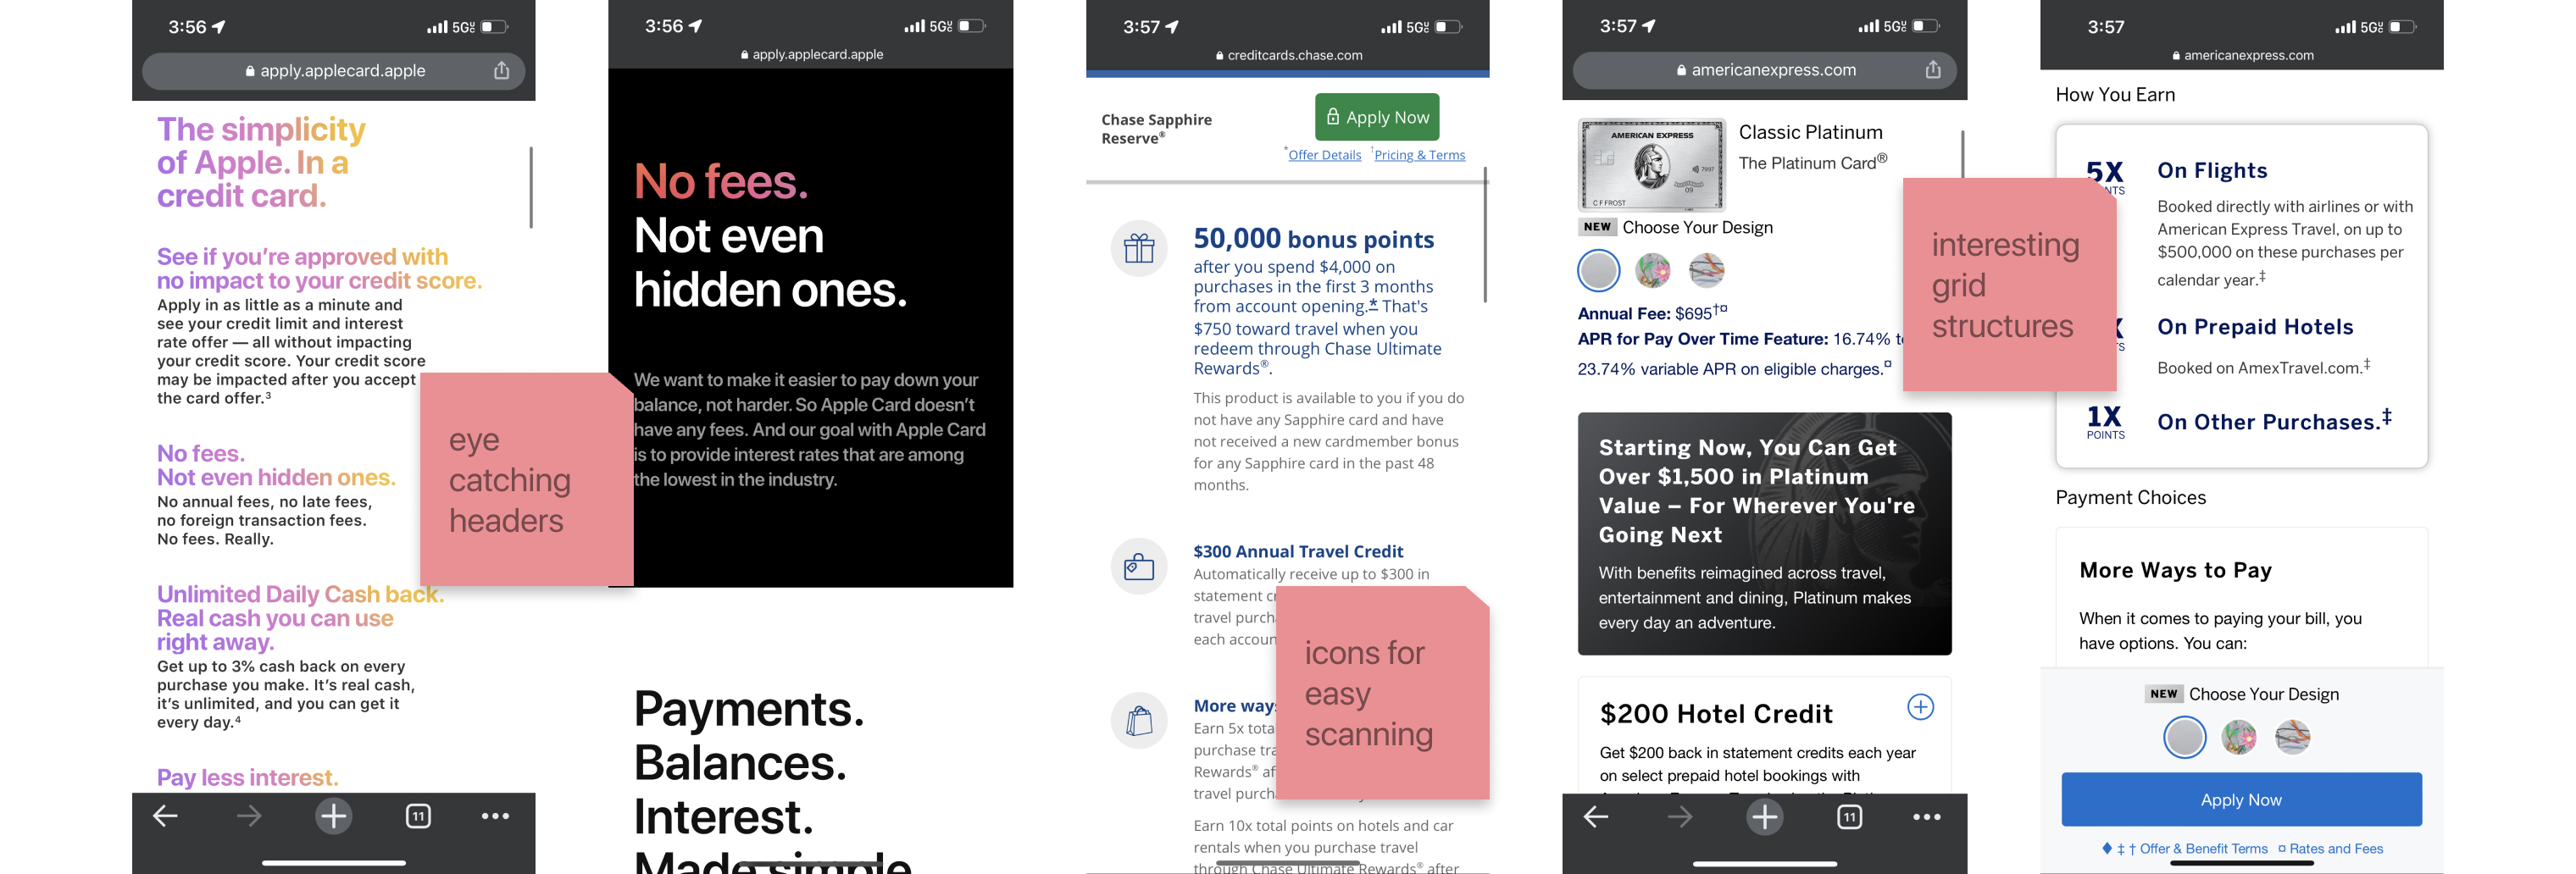 3:56
5G
apply.applecard.apple
The simplicity
of Apple. In a
credit card.
See if you're approved with
no impact to your credit score.
Apply in as little as a minute and
see your credit limit and interest
rate offer — all without impacting
your credit score. Your credit score
may be impacted after you accept
the card offer.³
No fees.
Not even hidden ones.
No annual fees, no late fees,
no foreign transaction fees.
No fees. Really.
Unlimited Daily Cash back.
Real cash you can use
right away.
Get up to 3% cash back on every
purchase you make. It's real cash,
it's unlimited, and you can get it
every day.⁴
Pay less interest.
11
eye
catching
headers
3:56
5G
apply.applecard.apple
No fees.
Not even
hidden ones.
We want to make it easier to pay down your
balance, not harder. So Apple Card doesn't
have any fees. And our goal with Apple Card
is to provide interest rates that are among
the lowest in the industry.
Payments.
Balances.
Interest.
Made simple
3:57
5G
creditcards.chase.com
Chase Sapphire
Reserve®
Apply Now
*Offer Details †Pricing & Terms
50,000 bonus points
after you spend $4,000 on
purchases in the first 3 months
from account opening.* That's
$750 toward travel when you
redeem through Chase Ultimate
Rewards®.
This product is available to you if you do
not have any Sapphire card and have
not received a new cardmember bonus
for any Sapphire card in the past 48
months.
$300 Annual Travel Credit
Automatically receive up to $300 in
statement
travel
each
More
Earn 5x
purchase
Rewards®
travel
Earn 10x total points on hotels and car
rentals when you purchase travel
through Chase Ultimate Rewards® after
icons for
easy
scanning
3:57
5G
americanexpress.com
AMERICAN EXPRESS
7997
09
C F FROST
Classic Platinum
The Platinum Card®
NEW Choose Your Design
Annual Fee: $695†¤
APR for Pay Over Time Feature: 16.74%
23.74% variable APR on eligible charges.¤
Starting Now, You Can Get
Over $1,500 in Platinum
Value – For Wherever You're
Going Next
With benefits reimagined across travel,
entertainment and dining, Platinum makes
every day an adventure.
$200 Hotel Credit
Get $200 back in statement credits each year
on select prepaid hotel bookings with
11
interesting
grid
structures
3:57
5G
americanexpress.com
How You Earn
5X
On Flights
Booked directly with airlines or with
American Express Travel, on up to
$500,000 on these purchases per
calendar year.‡
On Prepaid Hotels
Booked on AmexTravel.com.‡
1X
POINTS
On Other Purchases.‡
Payment Choices
More Ways to Pay
When it comes to paying your bill, you
have options. You can:
NEW Choose Your Design
Apply Now
♦ ‡ † Offer & Benefit Terms ¤ Rates and Fees